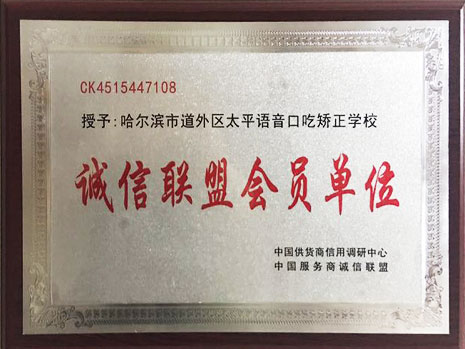 CK4515447108
授予:哈尔滨市道外区太平语音口吃矫正学校
诚信联盟会员单位
中国供货商信用调研中心
中国服务商诚信联盟